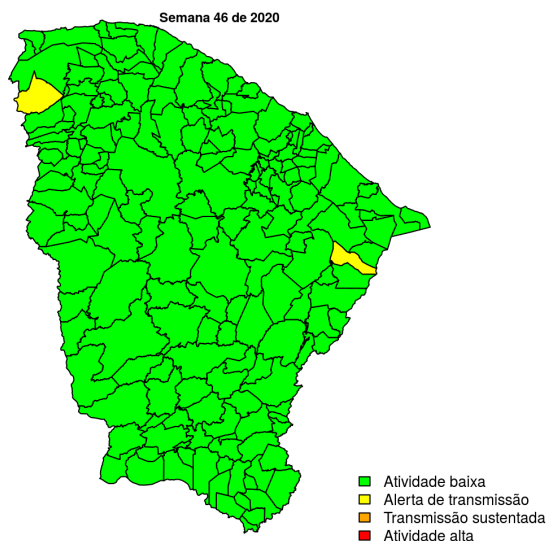 Semana 46 de 2020
Atividade baixa
Alerta de transmissão
Transmissão sustentada
Atividade alta